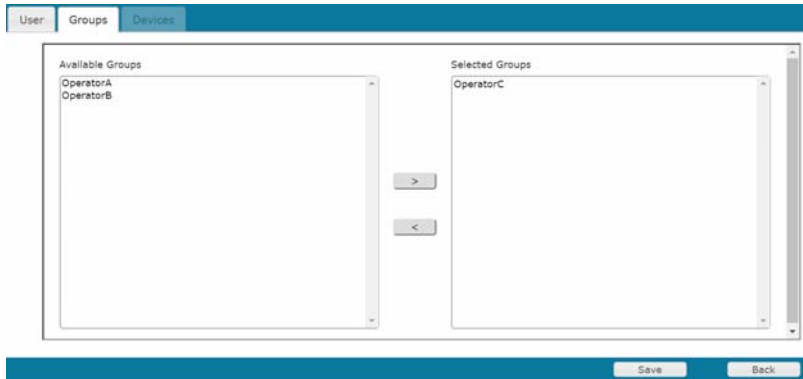 User Groups Devices
Available Groups Selected Groups
OperatorA OperatorC
OperatorB
>
<
Save Back